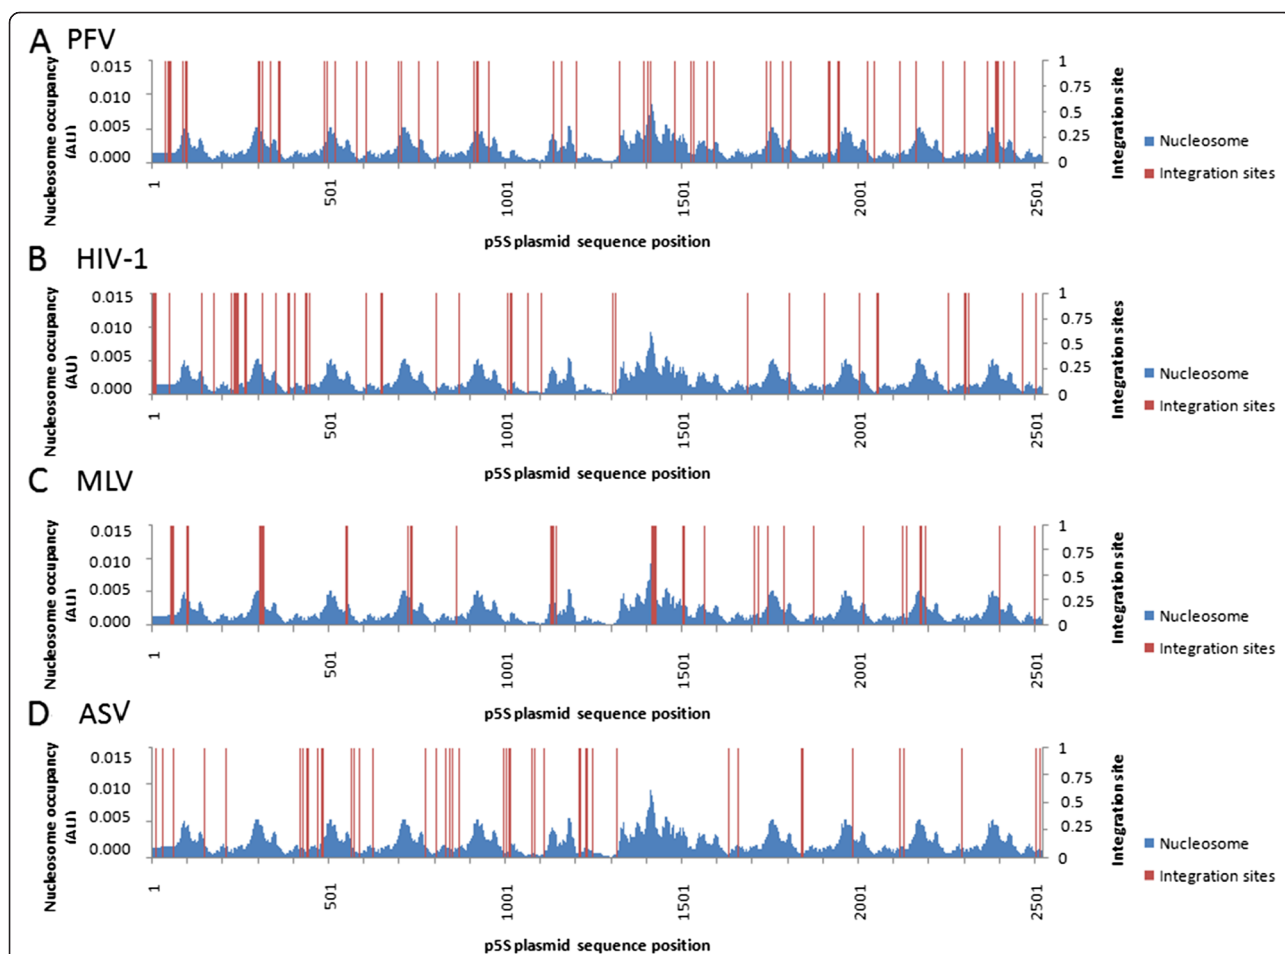 A PFV
Nucleosome occupancy
(AU)
0.015
0.010
0.005
0.000
1
0.75
0.5
0.25
0
Integration site
Nucleosome
Integration sites
1
501
1001
1501
2001
2501
p5S plasmid sequence position
B HIV-1
Nucleosome occupancy
(AU)
0.015
0.010
0.005
0.000
1
0.75
0.5
0.25
0
Integration sites
Nucleosome
Integration sites
1
501
1001
1501
2001
2501
p5S plasmid sequence position
C MLV
Nucleosome occupancy
(AU)
0.015
0.010
0.005
0.000
1
0.75
0.5
0.25
0
Integration site
Nucleosome
Integration sites
1
501
1001
1501
2001
2501
p5S plasmid sequence position
D ASV
Nucleosome occupancy
(AU)
0.015
0.010
0.005
0.000
1
0.75
0.5
0.25
0
Integration site
Nucleosome
Integration sites
1
501
1001
1501
2001
2501
p5S plasmid sequence position